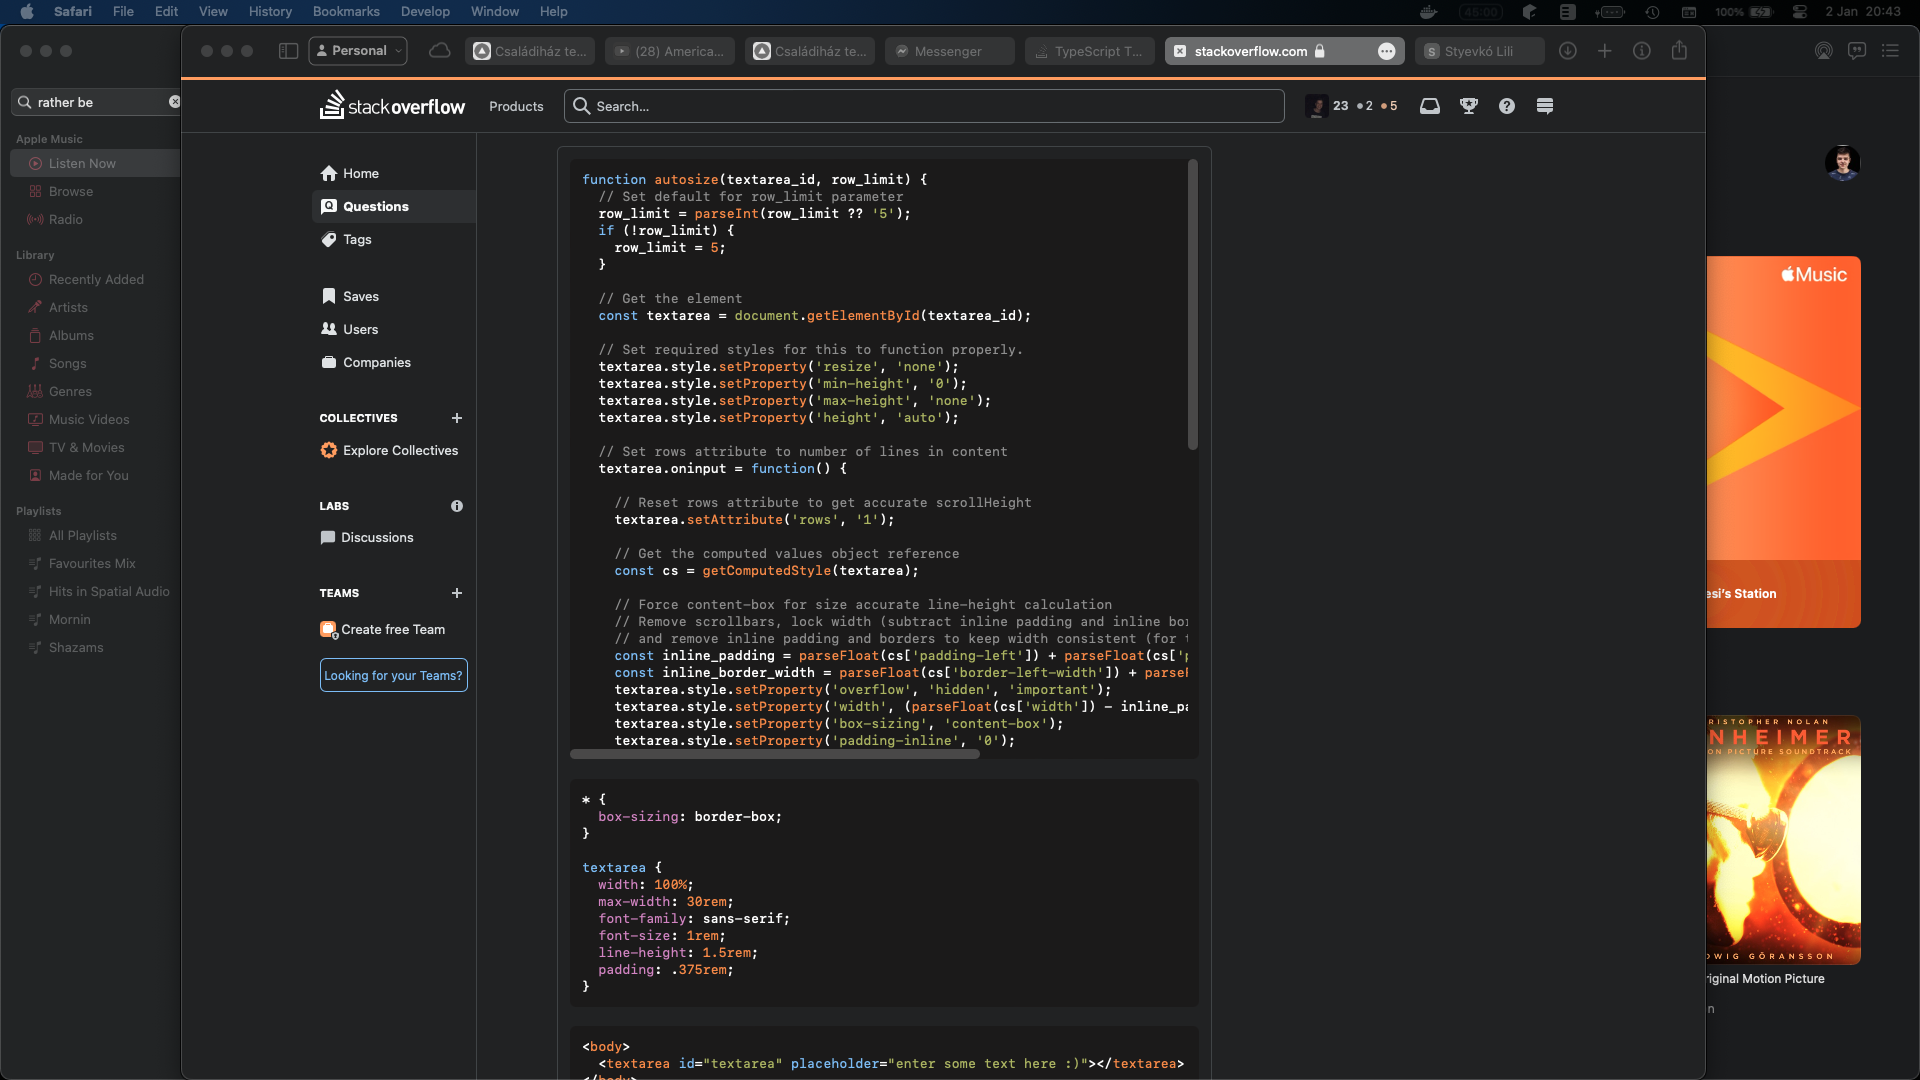 Safari File Edit View History Bookmarks Develop Window Help 45:00 100% 2 Jan 20:43
Personal Családiház te... (28) America... Családiház te... Messenger TypeScript T... stackoverflow.com S Styevkó Lili
rather be
Apple Music
Listen Now
Browse
Radio
Library
Recently Added
Artists
Albums
Songs
Genres
Music Videos
TV & Movies
Made for You
Playlists
All Playlists
Favourites Mix
Hits in Spatial Audio
Mornin
Shazams
stackoverflow Products Search... 23 2 5
Home
Questions
Tags
Saves
Users
Companies
COLLECTIVES
Explore Collectives
LABS
Discussions
TEAMS
Create free Team
Looking for your Teams?
function autosize(textarea_id, row_limit) {
// Set default for row_limit parameter
row_limit = parseInt(row_limit ?? '5');
if (!row_limit) {
row_limit = 5;
}
// Get the element
const textarea = document.getElementById(textarea_id);
// Set required styles for this to function properly.
textarea.style.setProperty('resize', 'none');
textarea.style.setProperty('min-height', '0');
textarea.style.setProperty('max-height', 'none');
textarea.style.setProperty('height', 'auto');
// Set rows attribute to number of lines in content
textarea.oninput = function() {
// Reset rows attribute to get accurate scrollHeight
textarea.setAttribute('rows', '1');
// Get the computed values object reference
const cs = getComputedStyle(textarea);
// Force content-box for size accurate line-height calculation
// Remove scrollbars, lock width (subtract inline padding and inline bor
// and remove inline padding and borders to keep width consistent (for t
const inline_padding = parseFloat(cs['padding-left']) + parseFloat(cs['p
const inline_border_width = parseFloat(cs['border-left-width']) + parseF
textarea.style.setProperty('overflow', 'hidden', 'important');
textarea.style.setProperty('width', (parseFloat(cs['width']) - inline_pa
textarea.style.setProperty('box-sizing', 'content-box');
textarea.style.setProperty('padding-inline', '0');
* {
box-sizing: border-box;
}
textarea {
width: 100%;
max-width: 30rem;
font-family: sans-serif;
font-size: 1rem;
line-height: 1.5rem;
padding: .375rem;
}
<body>
<textarea id="textarea" placeholder="enter some text here :)"></textarea>
</body>
Music
esi's Station
RISTOPHER NOLAN
NHEIMER
ON PICTURE SOUNDTRACK
DWIG GÖRANSSON
riginal Motion Picture
n